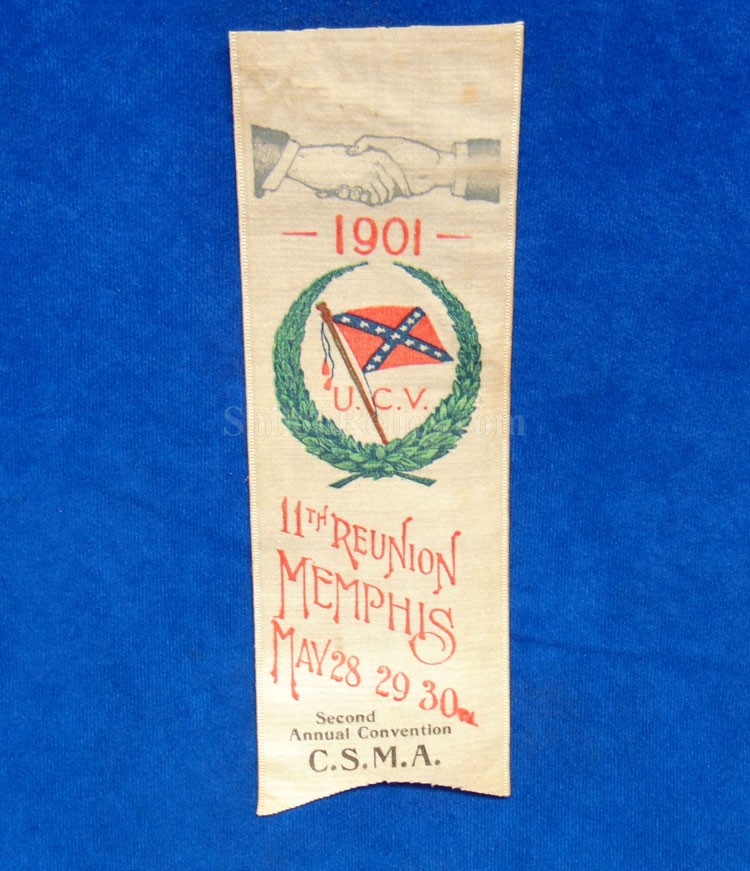 — 1901 —
U. C. V.
11TH REUNION
MEMPHIS
MAY 28 29 30TH.
Second
Annual Convention
C.S.M.A.